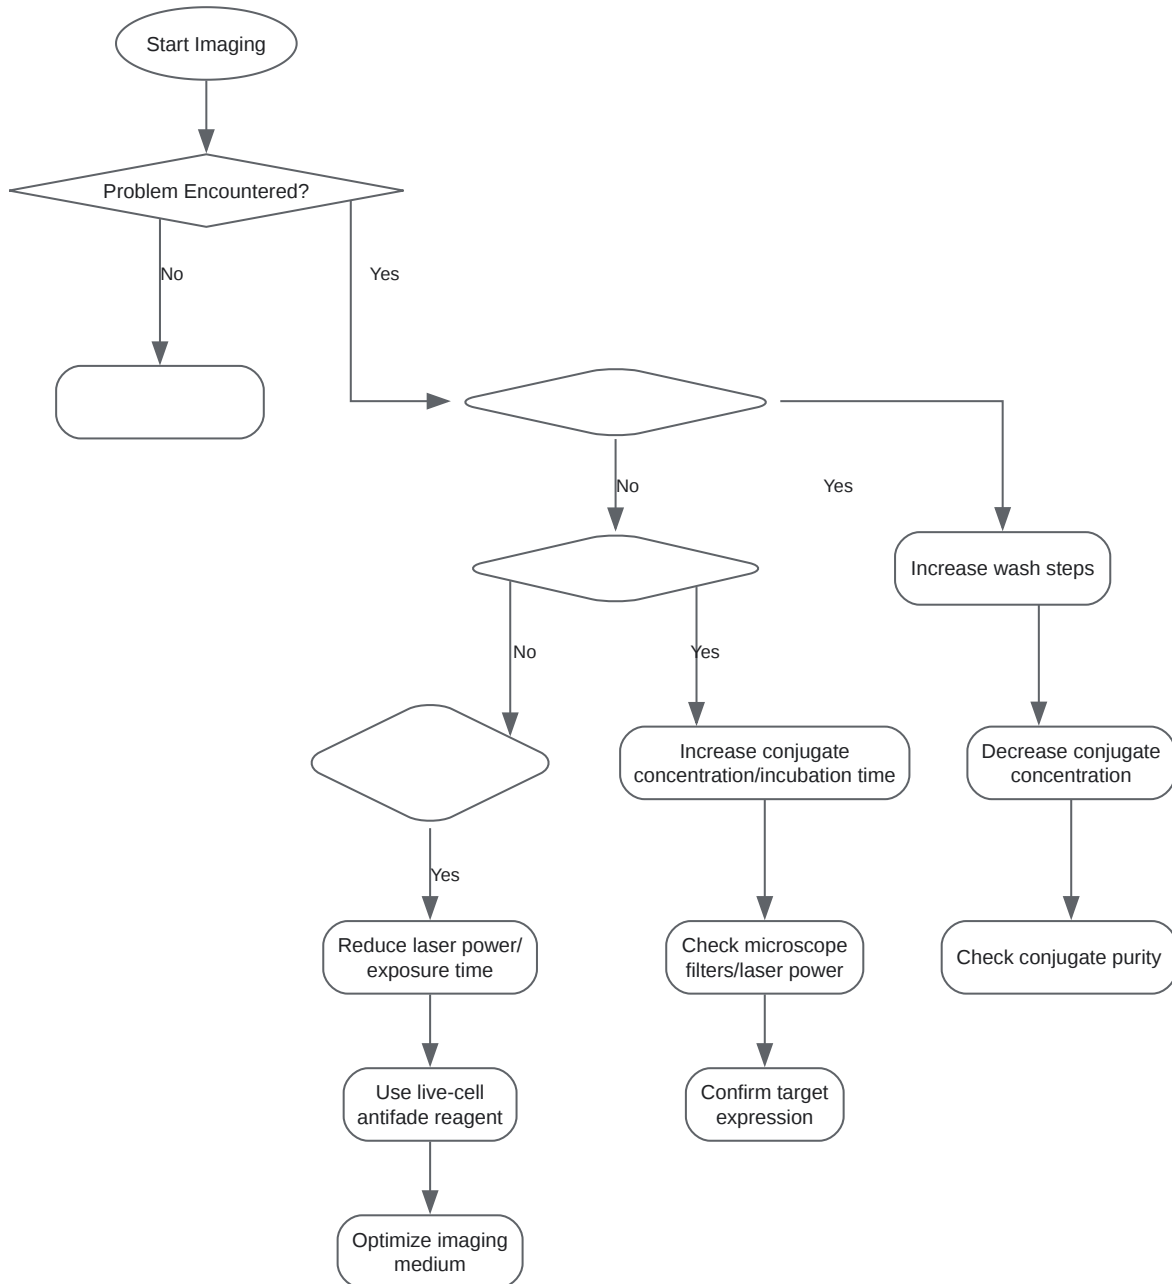 Start Imaging
Problem Encountered?
No
Yes
No
Yes
Increase wash steps
No
Yes
Increase conjugate
concentration/incubation time
Decrease conjugate
concentration
Yes
Reduce laser power/
exposure time
Check microscope
filters/laser power
Check conjugate purity
Use live-cell
antifade reagent
Confirm target
expression
Optimize imaging
medium